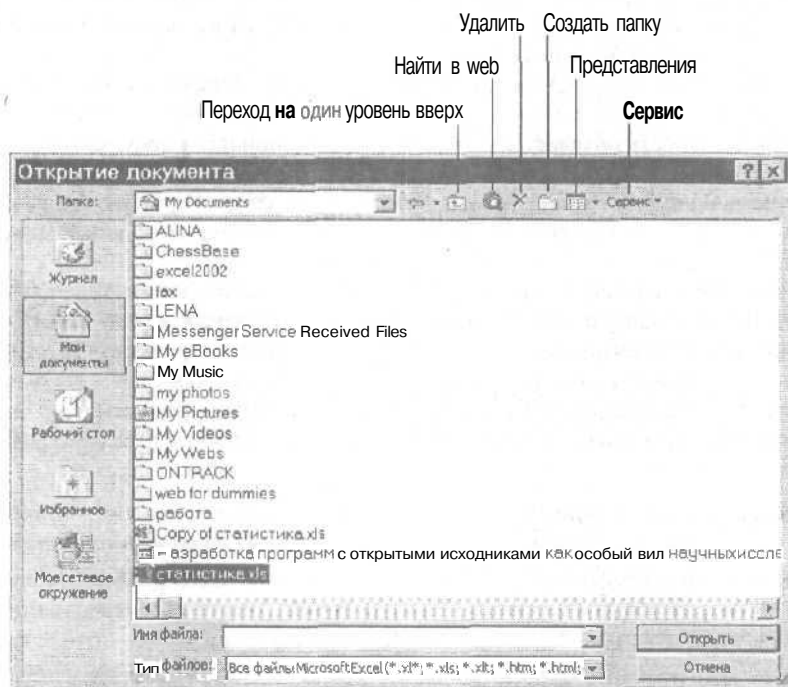 Удалить Создать папку
Найти в web Представления
Переход на один уровень вверх Сервис
Открытие документа
Папка: My Documents Сервис
ALINA
ChessBase
excel2002
fax
LENA
Messenger Service Received Files
My eBooks
My Music
my photos
My Pictures
My Videos
My Webs
ONTRACK
web for dummies
работа
Copy of статистика.xls
– азработка программ с открытыми исходниками как особый вил научных иссле
статистика.xls
Журнал
Мои документы
Рабочий стол
Избранное
Мое сетевое окружение
Имя файла: Открыть
Тип файлов: Все файлы Microsoft Excel (*.xl*; *.xls; *.xlt; *.htm; *.html; Отмена